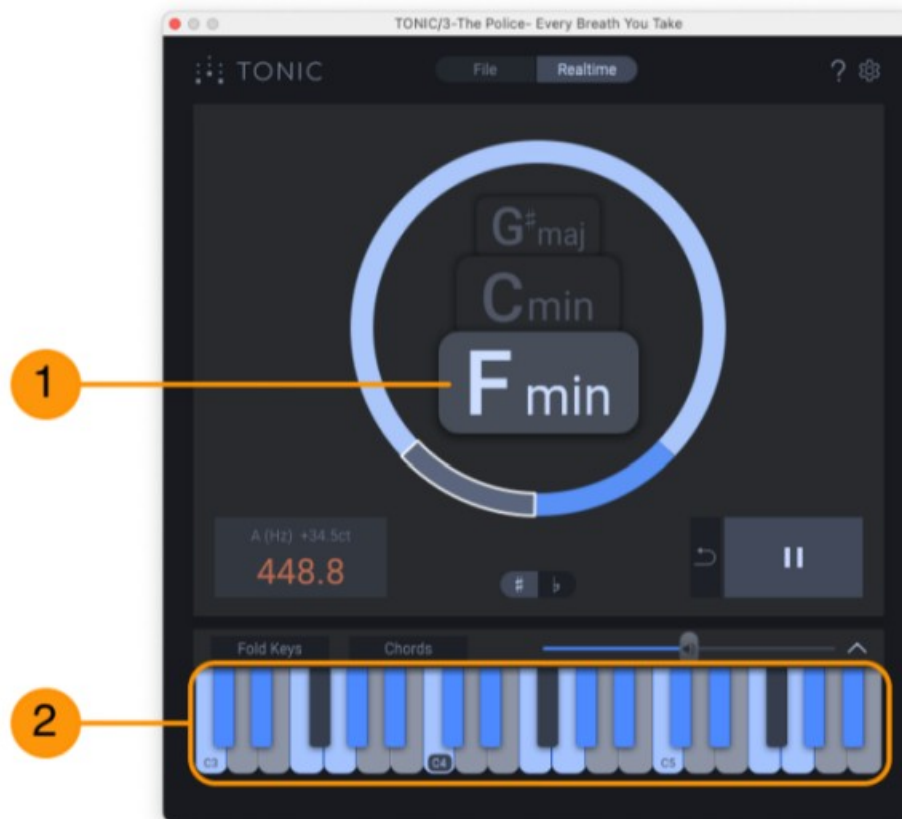 TONIC/3-The Police- Every Breath You Take
TONIC
File Realtime
?
G♯maj
Cmin
1
F min
A (Hz) +34.5ct
448.8
♯ ♭
Fold Keys Chords
2
C3 C4 C5